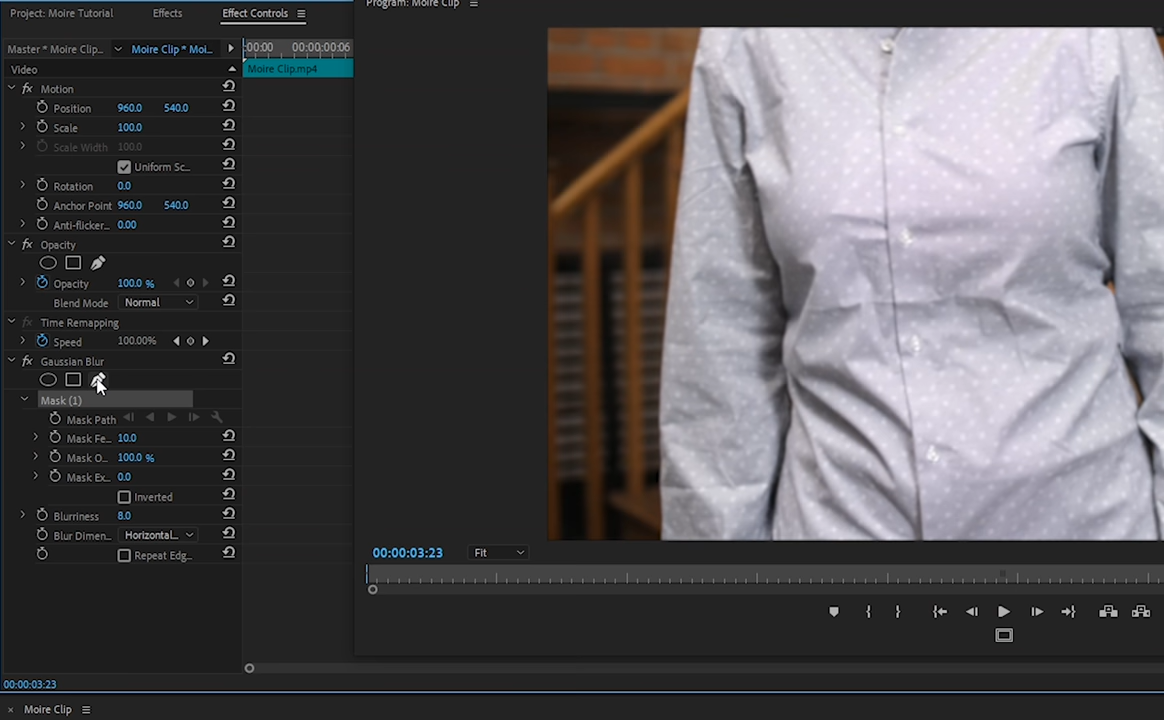 Project: Moire Tutorial Effects Effect Controls
Program: Moire Clip
Master * Moire Clip... Moire Clip * Moi...
:00:00 00:00:00:06
Video
Moire Clip.mp4
fx Motion
Position 960.0 540.0
Scale 100.0
Scale Width 100.0
Uniform Sc...
Rotation 0.0
Anchor Point 960.0 540.0
Anti-flicker... 0.00
fx Opacity
Opacity 100.0 %
Blend Mode Normal
fx Time Remapping
Speed 100.00%
fx Gaussian Blur
Mask (1)
Mask Path
Mask Fe... 10.0
Mask O... 100.0 %
Mask Ex... 0.0
Inverted
Blurriness 8.0
Blur Dimen... Horizontal...
Repeat Edg...
00:00:03:23 Fit
00:00:03:23
Moire Clip